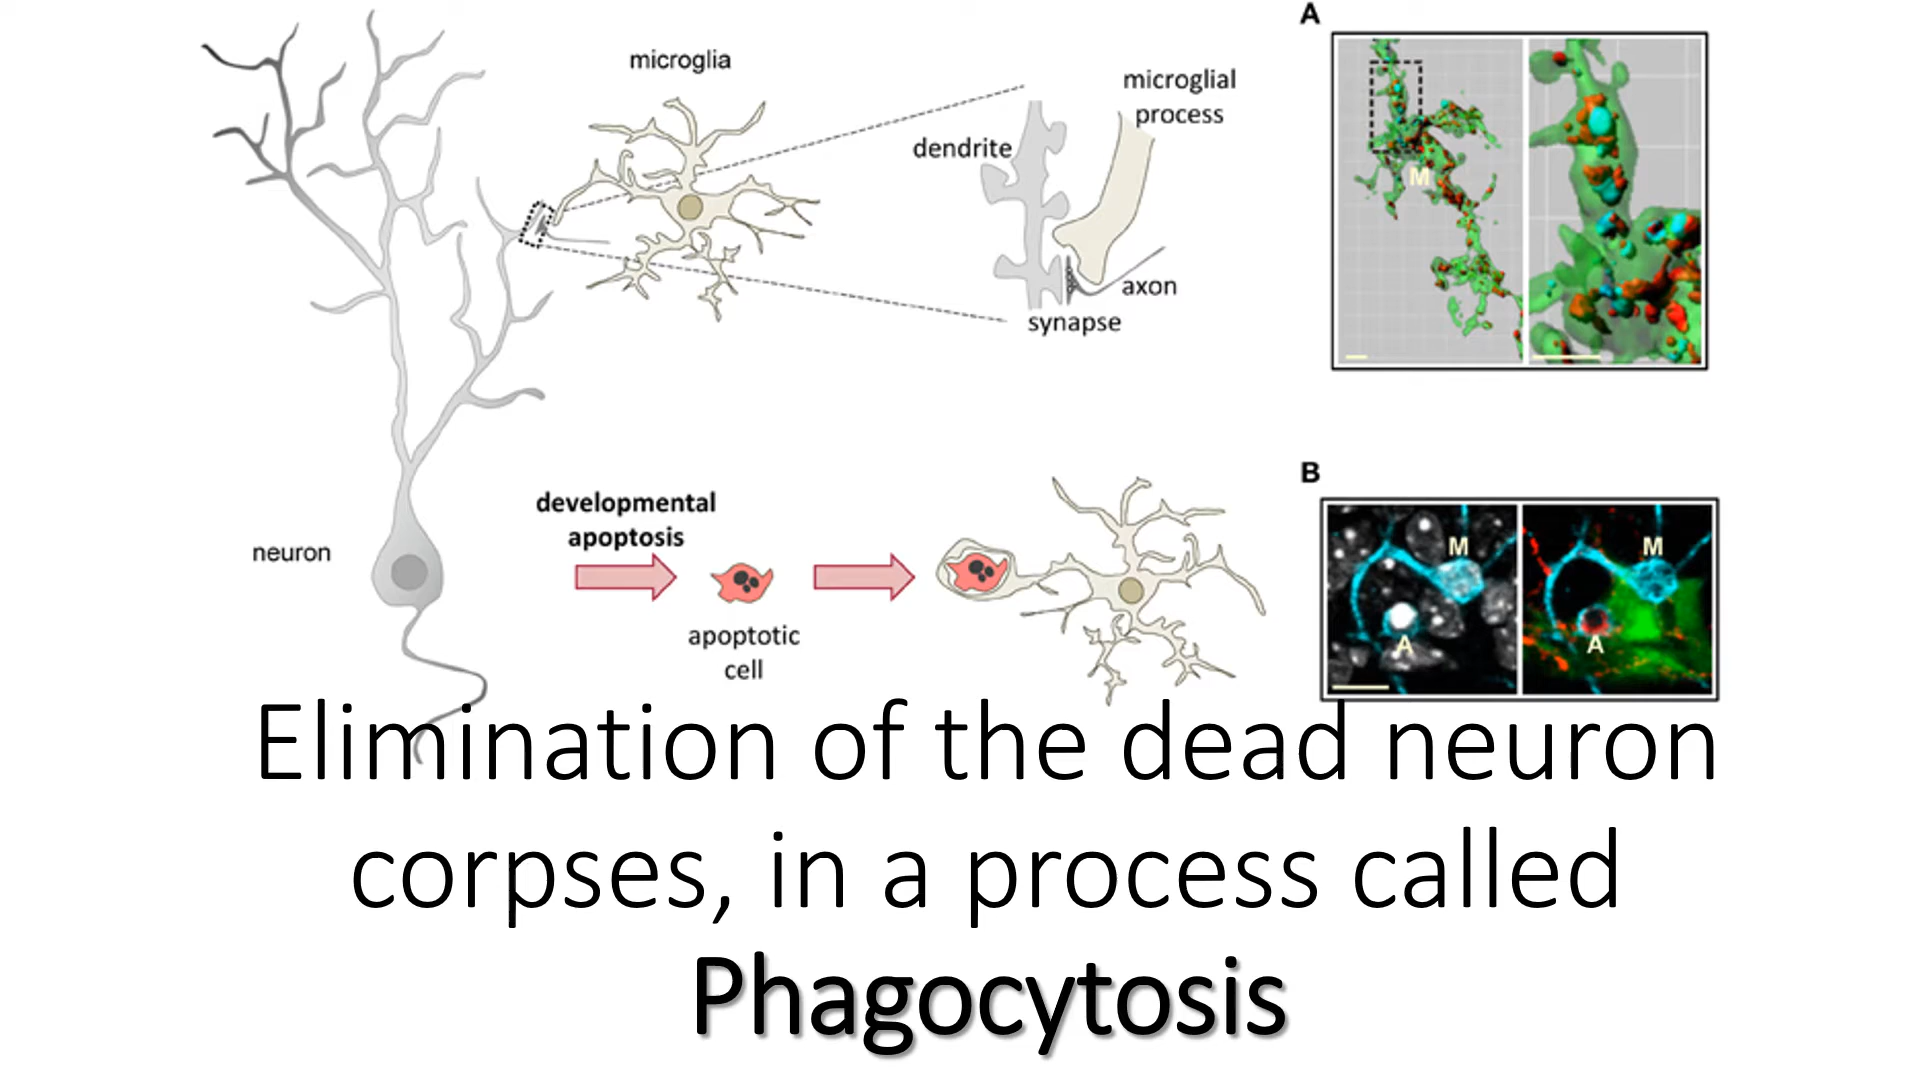 A
microglia
microglial
process
dendrite
M
axon
synapse
B
developmental
apoptosis
neuron
M
M
A
A
apoptotic
cell
Elimination of the dead neuron
corpses, in a process called
Phagocytosis